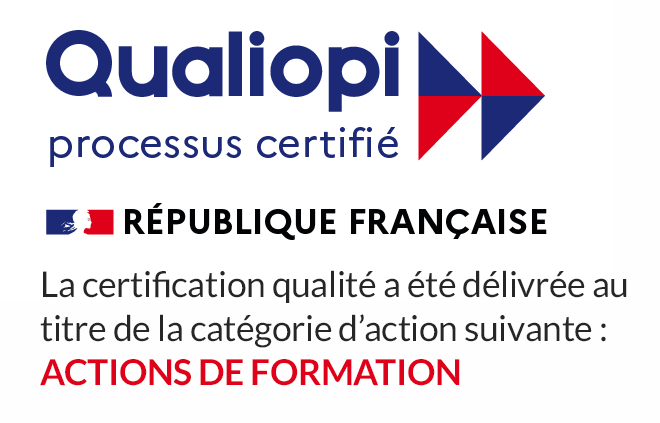 Qualiopi
processus certifié
RÉPUBLIQUE FRANÇAISE
La certification qualité a été délivrée au
titre de la catégorie d’action suivante :
ACTIONS DE FORMATION